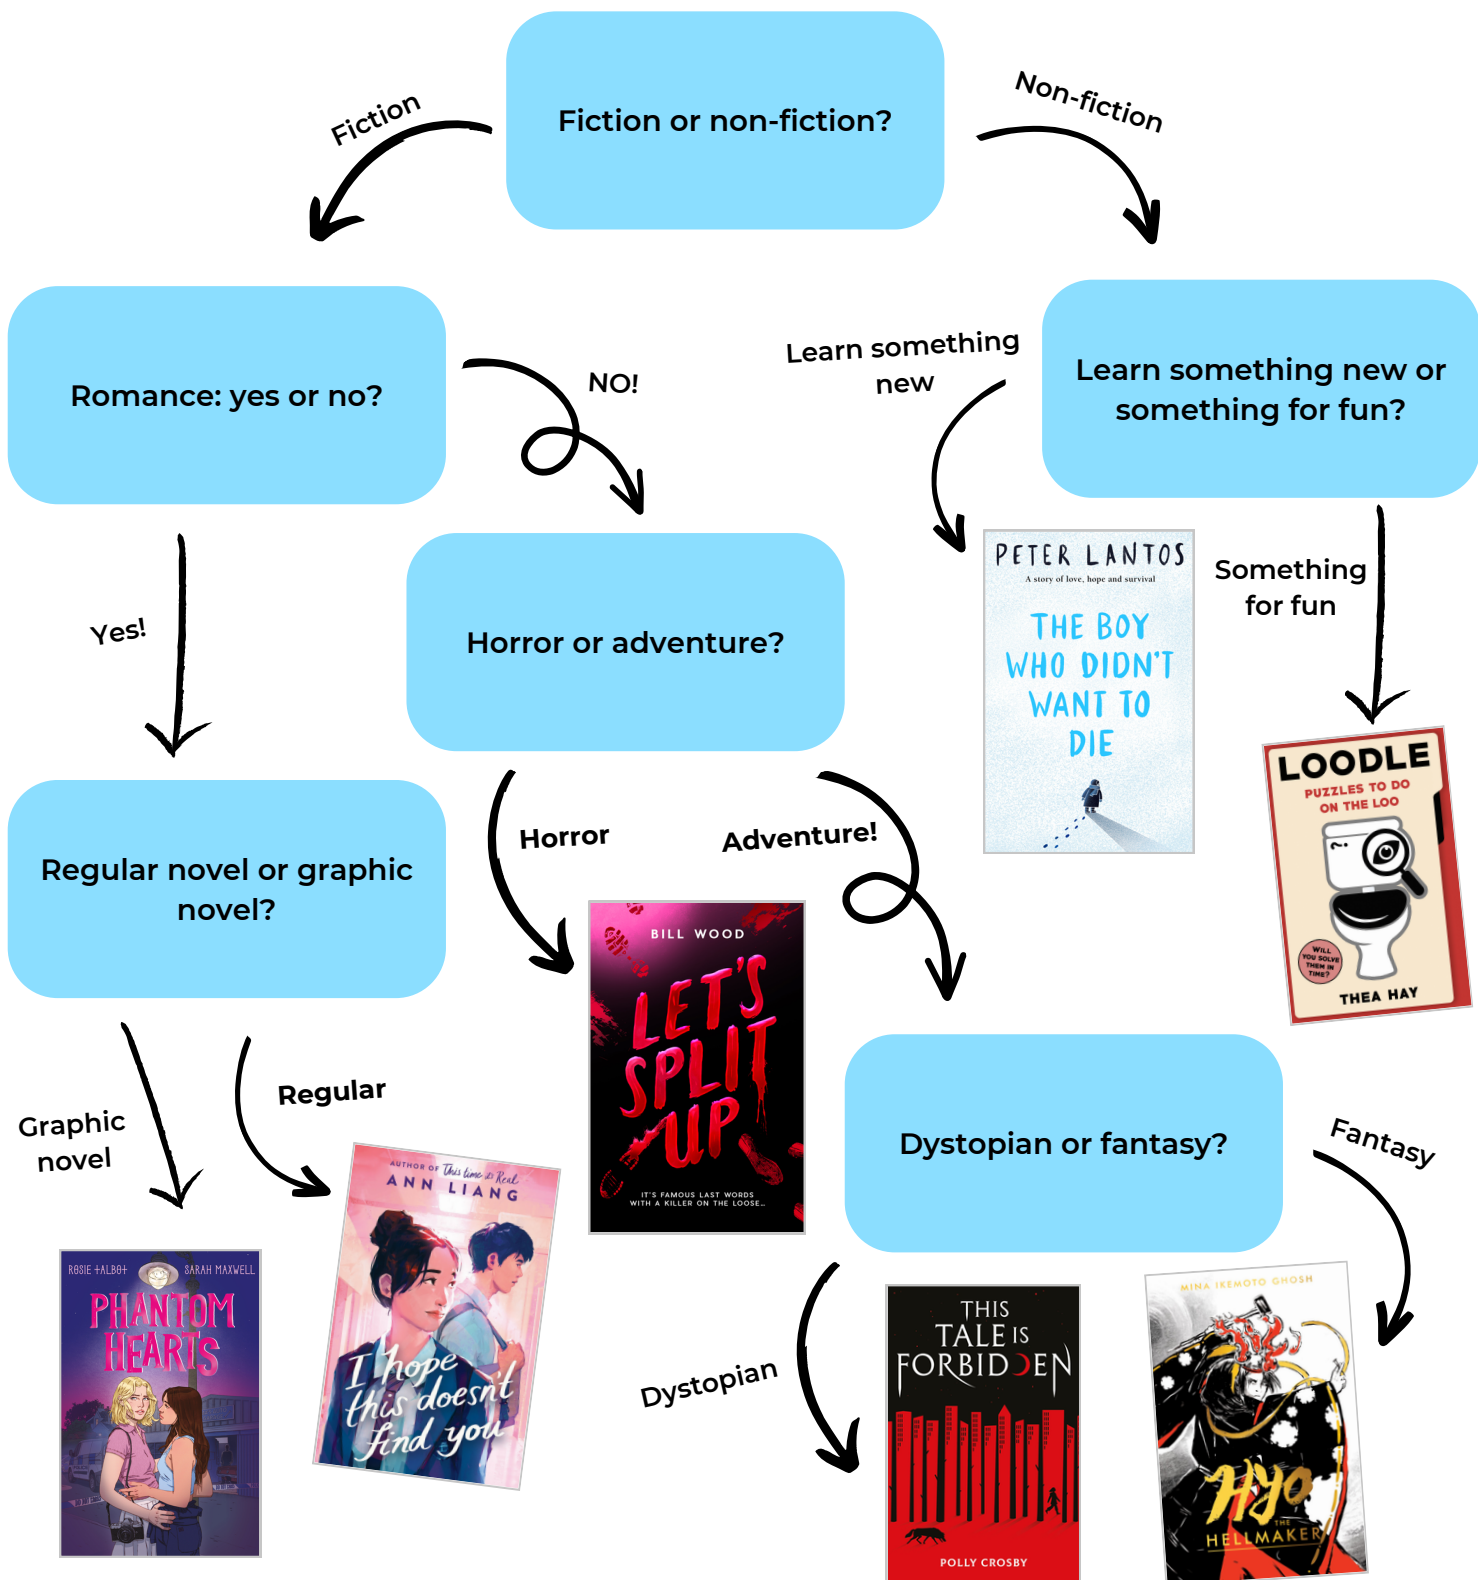 Fiction or non-fiction?
Fiction
Non-fiction
Romance: yes or no?
NO!
Learn something
new
Learn something new or
something for fun?
Yes!
Horror or adventure?
PETER LANTOS
A story of love, hope and survival
THE BOY
WHO DIDN'T
WANT TO
DIE
Something
for fun
LOODLE
PUZZLES TO DO
ON THE LOO
WILL
YOU SOLVE
THEM IN
TIME?
THEA HAY
Regular novel or graphic
novel?
Horror
Adventure!
BILL WOOD
LET'S
SPLIT
UP
IT'S FAMOUS LAST WORDS
WITH A KILLER ON THE LOOSE...
Graphic
novel
Regular
AUTHOR OF This time it's Real
ANN LIANG
I hope
this doesn't
find you
ROSIE TALBOT
SARAH MAXWELL
PHANTOM
HEARTS
Dystopian or fantasy?
Fantasy
Dystopian
THIS
TALE IS
FORBIDDEN
POLLY CROSBY
MINA IKEMOTO GHOSH
HYO
THE
HELLMAKER